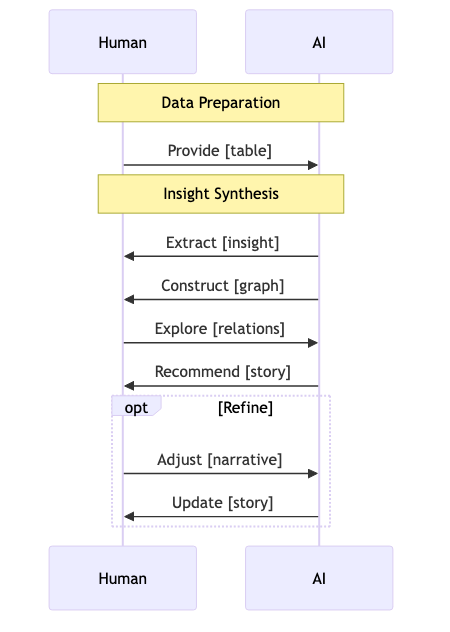 Human AI
Data Preparation
Provide [table]
Insight Synthesis
Extract [insight]
Construct [graph]
Explore [relations]
Recommend [story]
opt [Refine]
Adjust [narrative]
Update [story]
Human AI